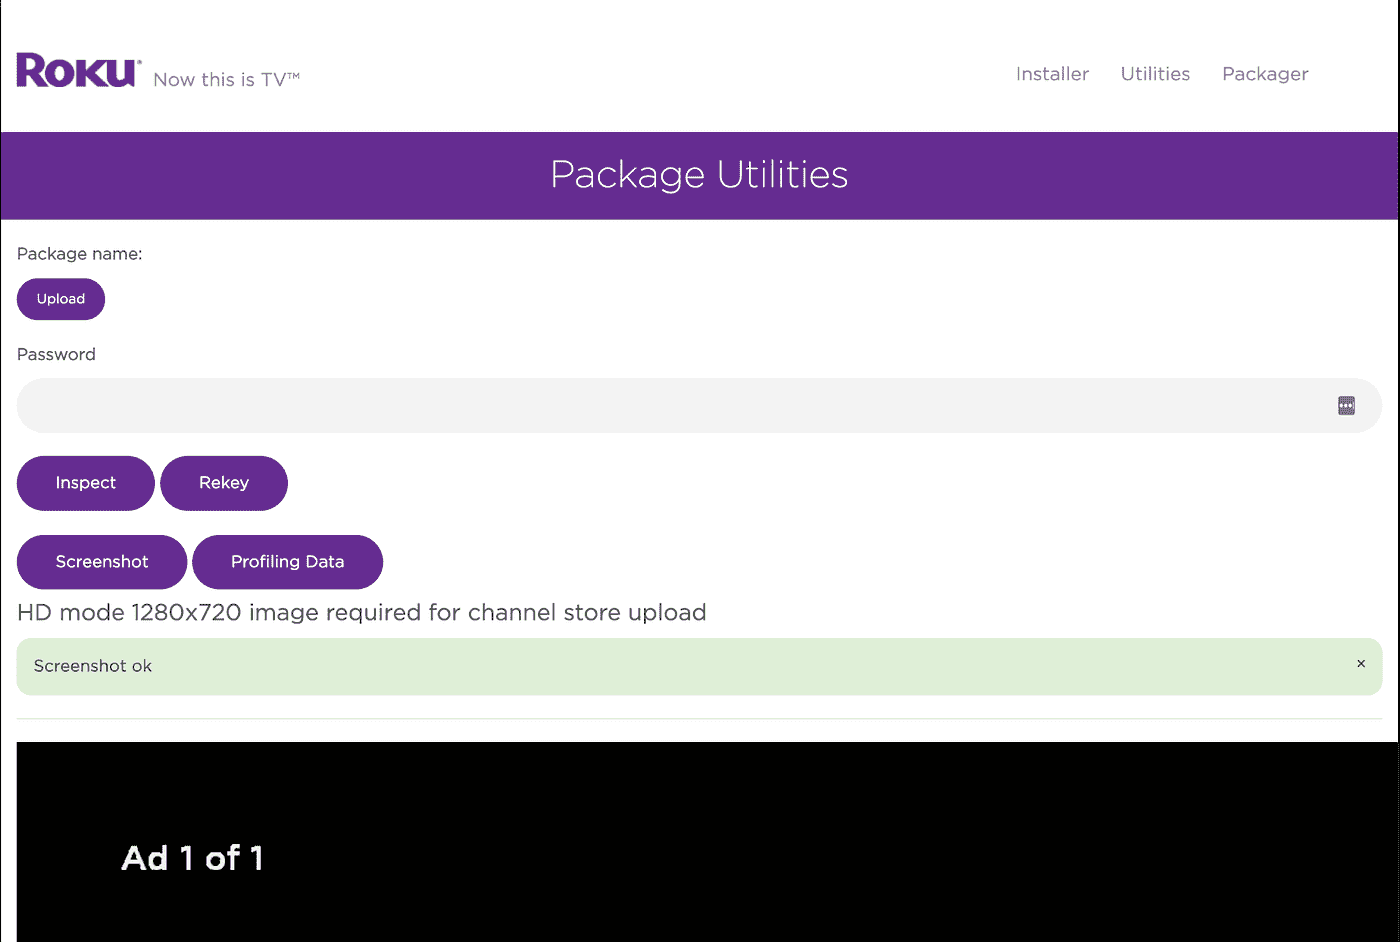 ROKU Now this is TV™
Installer Utilities Packager
Package Utilities
Package name:
Upload
Password
Inspect Rekey
Screenshot Profiling Data
HD mode 1280x720 image required for channel store upload
Screenshot ok ×
Ad 1 of 1